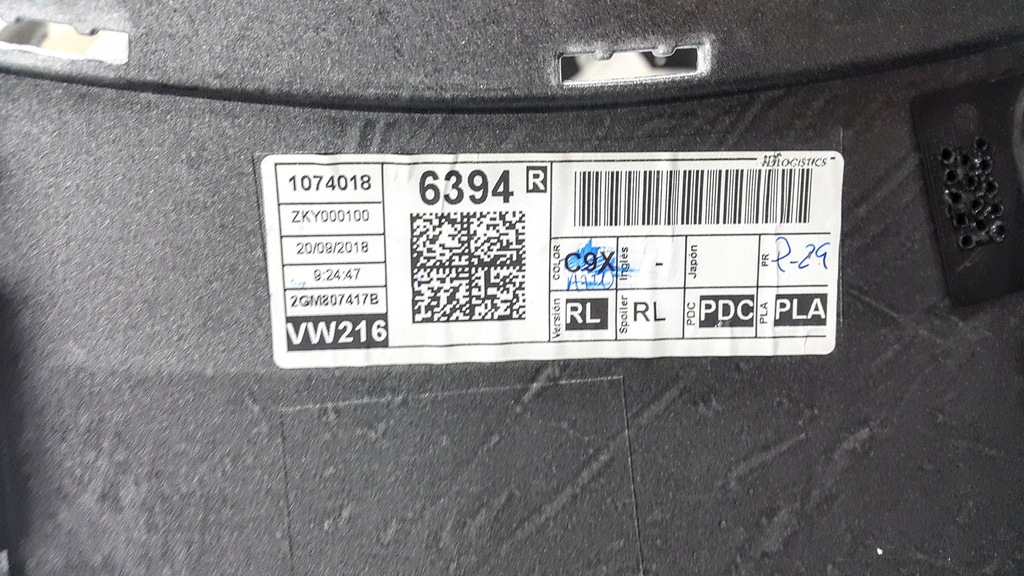 1074018
ZKY000100
20/09/2018
9:24:47
2GM807417B
VW216
6394 R
LOGISTICS
COLOR C9X
Inglés -
Japón
PR P-29
Versión RL
Spoiler RL
PDC PDC
PLA PLA